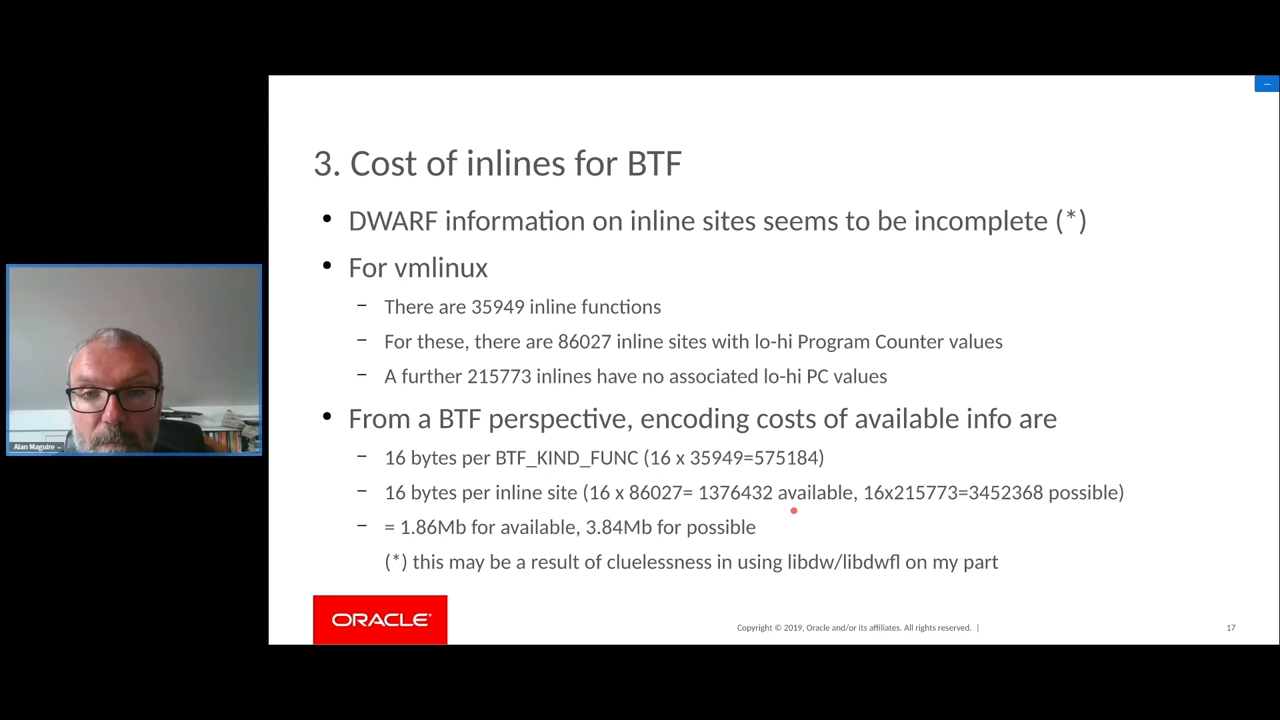 3. Cost of inlines for BTF
• DWARF information on inline sites seems to be incomplete (*)
• For vmlinux
– There are 35949 inline functions
– For these, there are 86027 inline sites with lo-hi Program Counter values
– A further 215773 inlines have no associated lo-hi PC values
• From a BTF perspective, encoding costs of available info are
– 16 bytes per BTF_KIND_FUNC (16 x 35949=575184)
– 16 bytes per inline site (16 x 86027= 1376432 available, 16x215773=3452368 possible)
– = 1.86Mb for available, 3.84Mb for possible
(*) this may be a result of cluelessness in using libdw/libdwfl on my part
Alan Maguire
ORACLE
Copyright © 2019, Oracle and/or its affiliates. All rights reserved. |
17